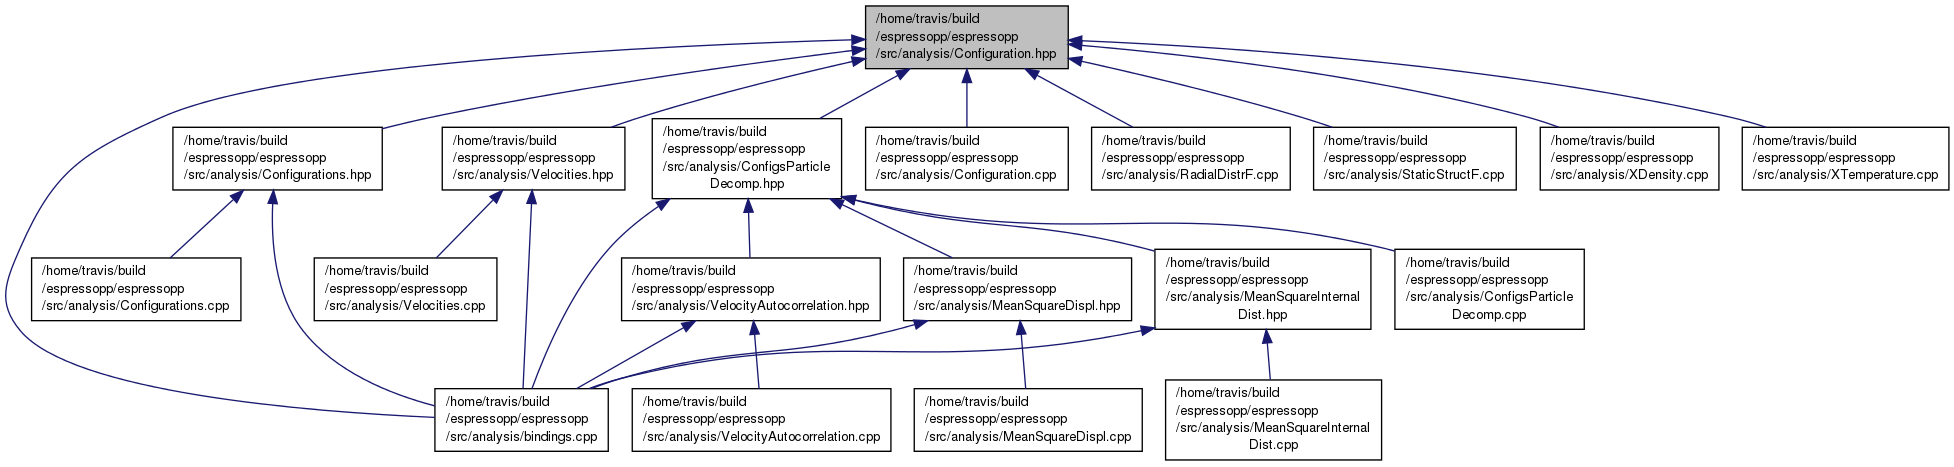 /home/travis/build
/espressopp/espressopp
/src/analysis/Configuration.hpp
/home/travis/build
/espressopp/espressopp
/src/analysis/Configurations.hpp
/home/travis/build
/espressopp/espressopp
/src/analysis/Velocities.hpp
/home/travis/build
/espressopp/espressopp
/src/analysis/ConfigsParticle
Decomp.hpp
/home/travis/build
/espressopp/espressopp
/src/analysis/Configuration.cpp
/home/travis/build
/espressopp/espressopp
/src/analysis/RadialDistrF.cpp
/home/travis/build
/espressopp/espressopp
/src/analysis/StaticStructF.cpp
/home/travis/build
/espressopp/espressopp
/src/analysis/XDensity.cpp
/home/travis/build
/espressopp/espressopp
/src/analysis/XTemperature.cpp
/home/travis/build
/espressopp/espressopp
/src/analysis/Configurations.cpp
/home/travis/build
/espressopp/espressopp
/src/analysis/Velocities.cpp
/home/travis/build
/espressopp/espressopp
/src/analysis/VelocityAutocorrelation.hpp
/home/travis/build
/espressopp/espressopp
/src/analysis/MeanSquareDispl.hpp
/home/travis/build
/espressopp/espressopp
/src/analysis/MeanSquareInternal
Dist.hpp
/home/travis/build
/espressopp/espressopp
/src/analysis/ConfigsParticle
Decomp.cpp
/home/travis/build
/espressopp/espressopp
/src/analysis/bindings.cpp
/home/travis/build
/espressopp/espressopp
/src/analysis/VelocityAutocorrelation.cpp
/home/travis/build
/espressopp/espressopp
/src/analysis/MeanSquareDispl.cpp
/home/travis/build
/espressopp/espressopp
/src/analysis/MeanSquareInternal
Dist.cpp